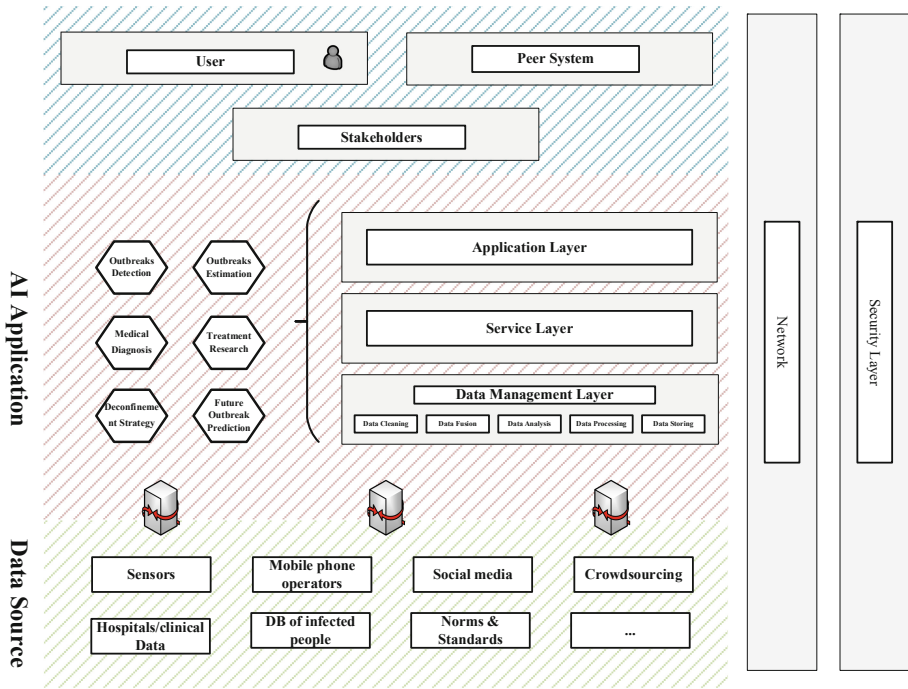 User
Peer System
Stakeholders
AI Application
Outbreaks
Detection
Outbreaks
Estimation
Medical
Diagnosis
Treatment
Research
Deconfineme
nt Strategy
Future
Outbreak
Prediction
Application Layer
Service Layer
Data Management Layer
Data Cleaning
Data Fusion
Data Analysis
Data Processing
Data Storing
Network
Security Layer
Data Source
Sensors
Mobile phone
operators
Social media
Crowdsourcing
Hospitals/clinical
Data
DB of infected
people
Norms &
Standards
...